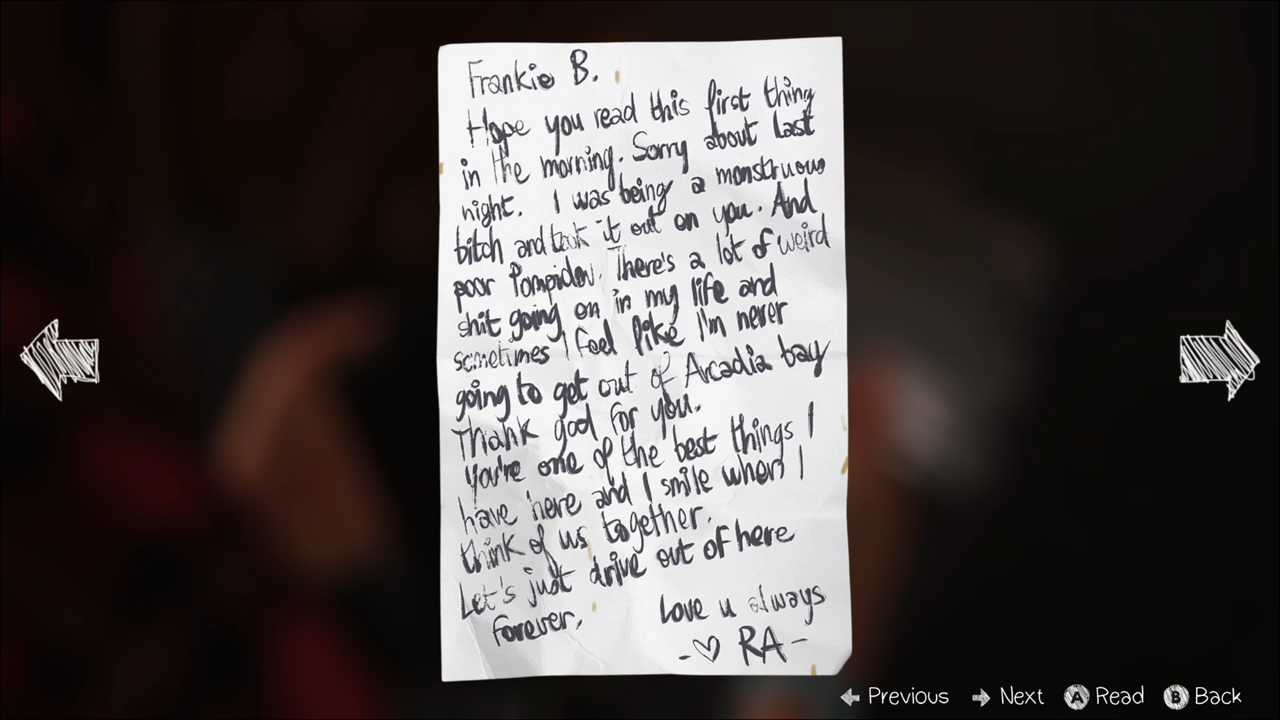 Frankie B.
Hope you read this first thing
in the morning. Sorry about last
night. I was being a monstruous
bitch and took it out on you. And
poor Pompidou. There's a lot of weird
shit going on in my life and
sometimes I feel like I'm never
going to get out of Arcadia bay
Thank god for you.
You're one of the best things I
have here and I smile when I
think of us together.
Let's just drive out of here
forever.
Love u always
-♡ RA-
Previous Next A Read B Back